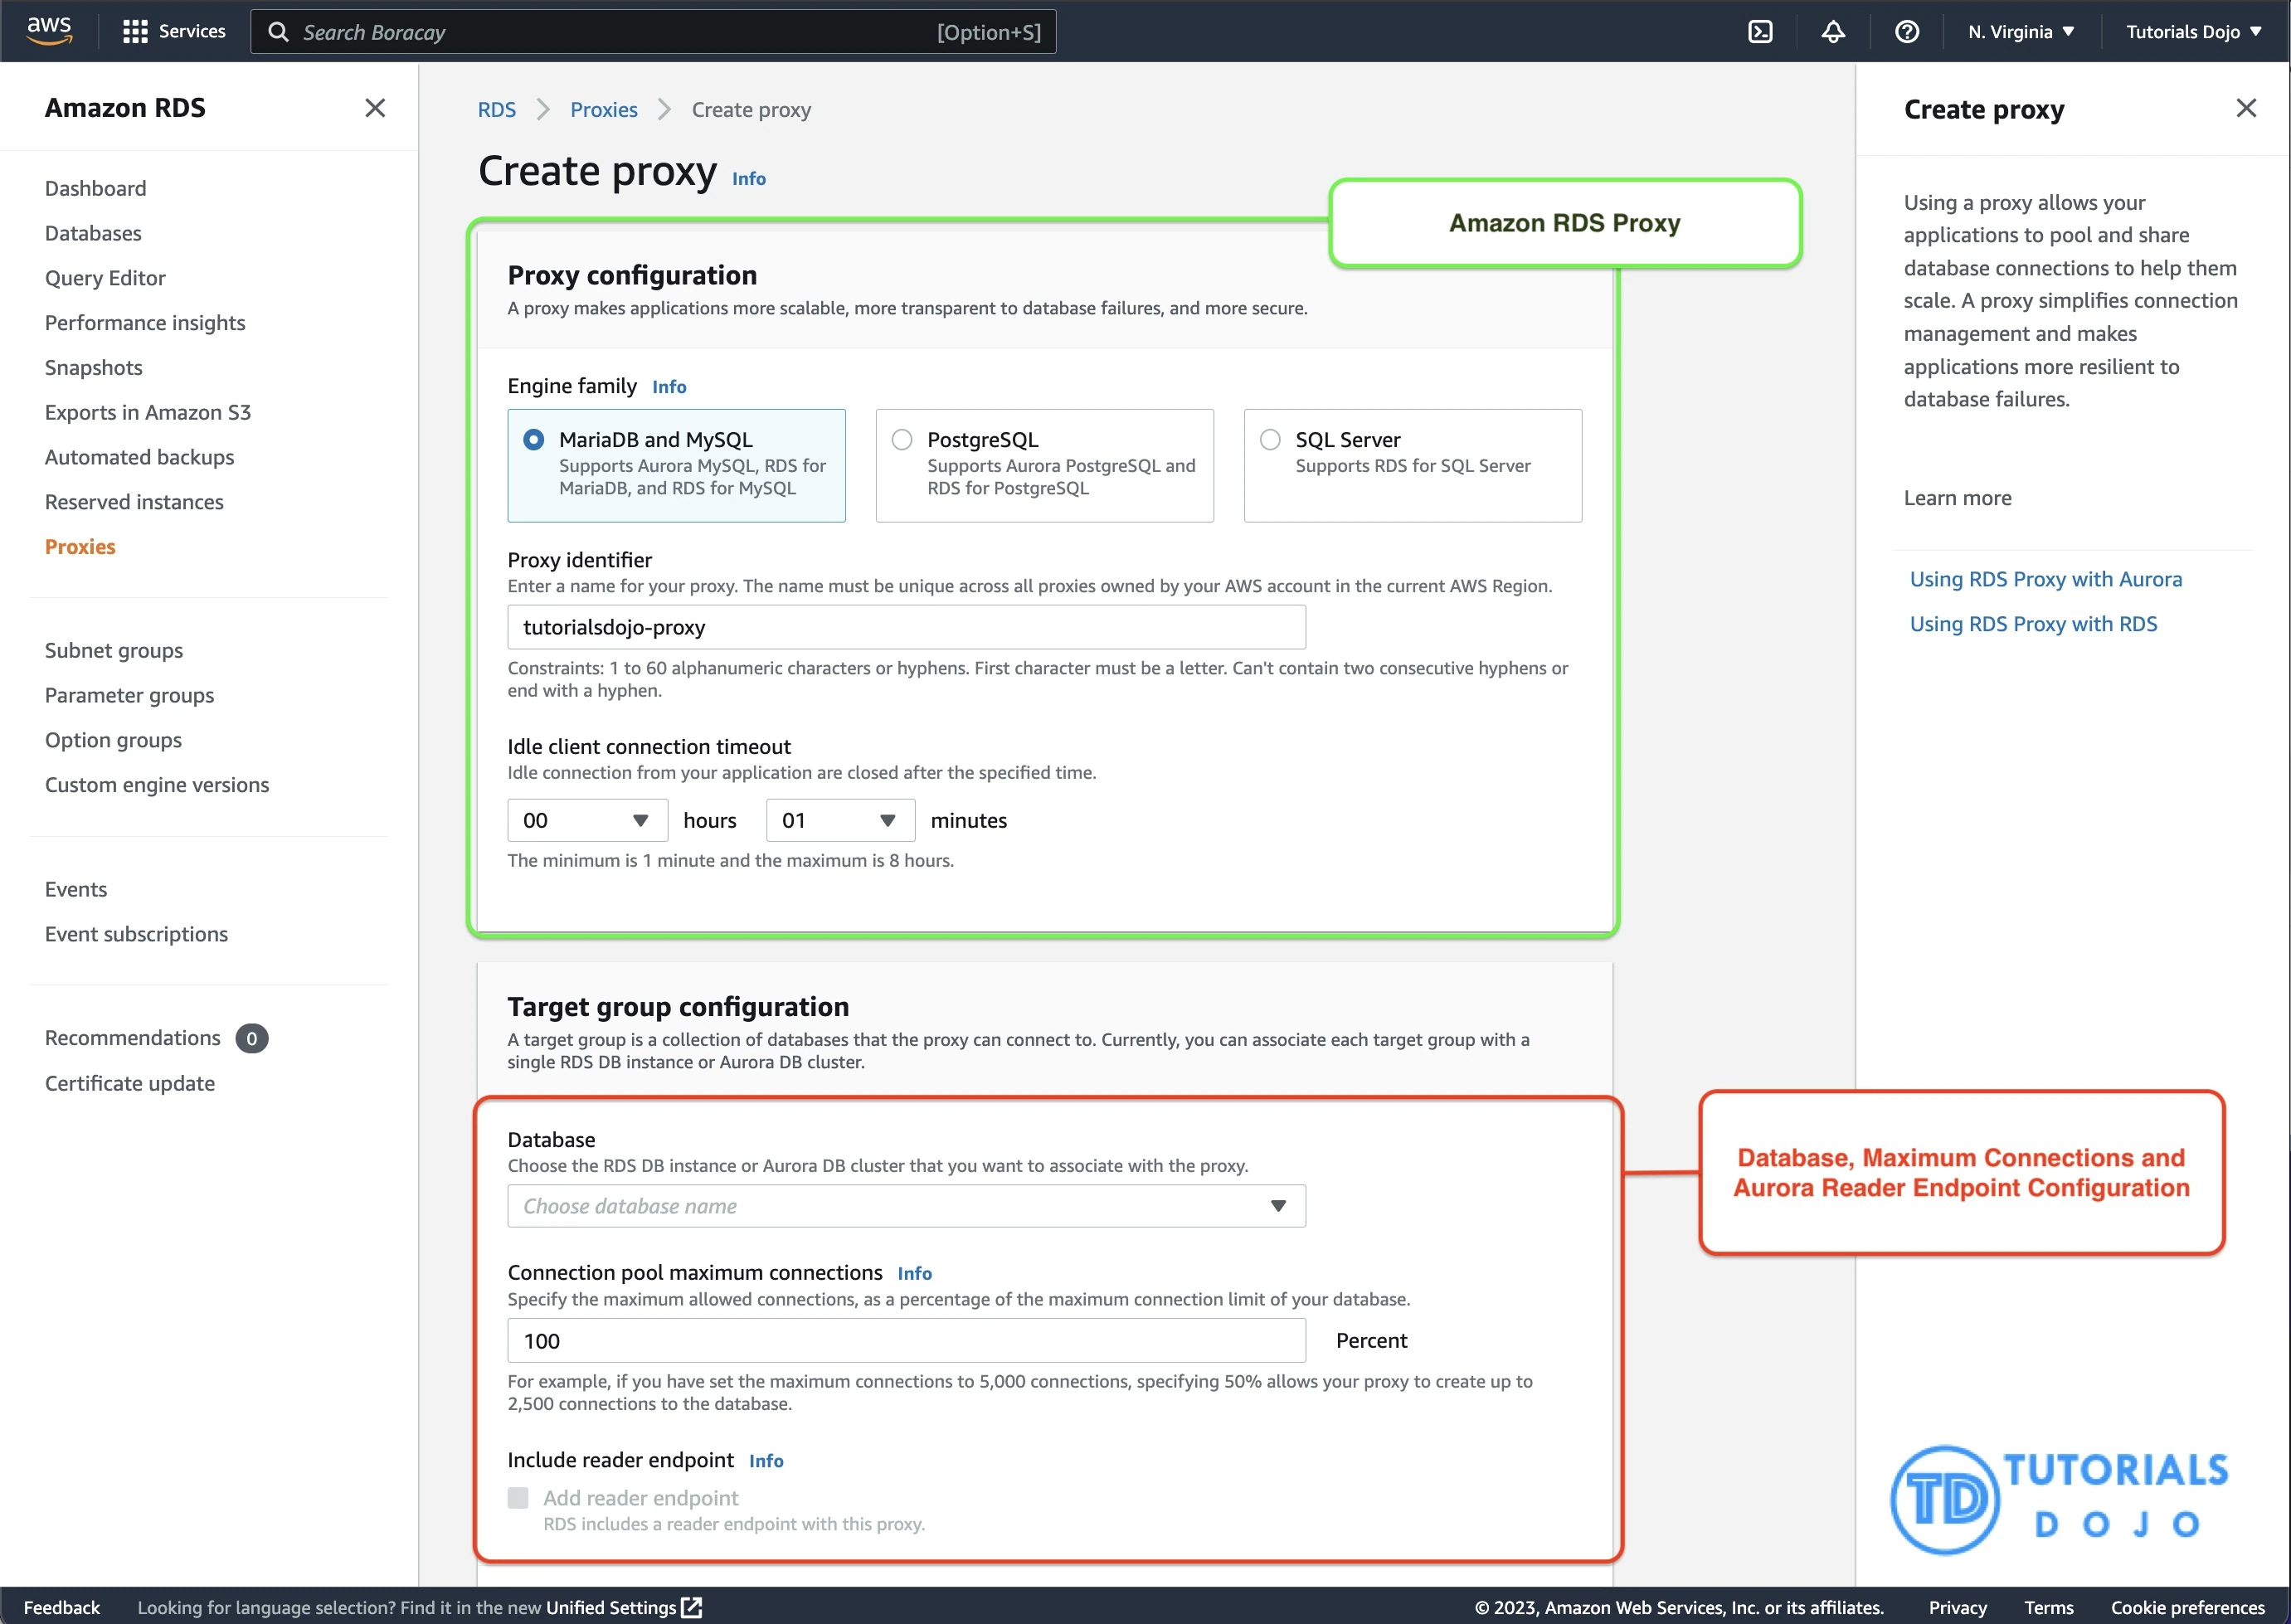 aws
Services
Search Boracay
[Option+S]
N. Virginia
Tutorials Dojo
Amazon RDS
Dashboard
Databases
Query Editor
Performance insights
Snapshots
Exports in Amazon S3
Automated backups
Reserved instances
Proxies
Subnet groups
Parameter groups
Option groups
Custom engine versions
Events
Event subscriptions
Recommendations 0
Certificate update
RDS > Proxies > Create proxy
Create proxy Info
Amazon RDS Proxy
Proxy configuration
A proxy makes applications more scalable, more transparent to database failures, and more secure.
Engine family Info
MariaDB and MySQL
Supports Aurora MySQL, RDS for
MariaDB, and RDS for MySQL
PostgreSQL
Supports Aurora PostgreSQL and
RDS for PostgreSQL
SQL Server
Supports RDS for SQL Server
Proxy identifier
Enter a name for your proxy. The name must be unique across all proxies owned by your AWS account in the current AWS Region.
tutorialsdojo-proxy
Constraints: 1 to 60 alphanumeric characters or hyphens. First character must be a letter. Can't contain two consecutive hyphens or
end with a hyphen.
Idle client connection timeout
Idle connection from your application are closed after the specified time.
00 hours 01 minutes
The minimum is 1 minute and the maximum is 8 hours.
Target group configuration
A target group is a collection of databases that the proxy can connect to. Currently, you can associate each target group with a
single RDS DB instance or Aurora DB cluster.
Database
Choose the RDS DB instance or Aurora DB cluster that you want to associate with the proxy.
Choose database name
Connection pool maximum connections Info
Specify the maximum allowed connections, as a percentage of the maximum connection limit of your database.
100 Percent
For example, if you have set the maximum connections to 5,000 connections, specifying 50% allows your proxy to create up to
2,500 connections to the database.
Include reader endpoint Info
Add reader endpoint
RDS includes a reader endpoint with this proxy.
Database, Maximum Connections and
Aurora Reader Endpoint Configuration
Create proxy
Using a proxy allows your
applications to pool and share
database connections to help them
scale. A proxy simplifies connection
management and makes
applications more resilient to
database failures.
Learn more
Using RDS Proxy with Aurora
Using RDS Proxy with RDS
TD TUTORIALS
DOJO
Feedback
Looking for language selection? Find it in the new Unified Settings
© 2023, Amazon Web Services, Inc. or its affiliates.
Privacy
Terms
Cookie preferences